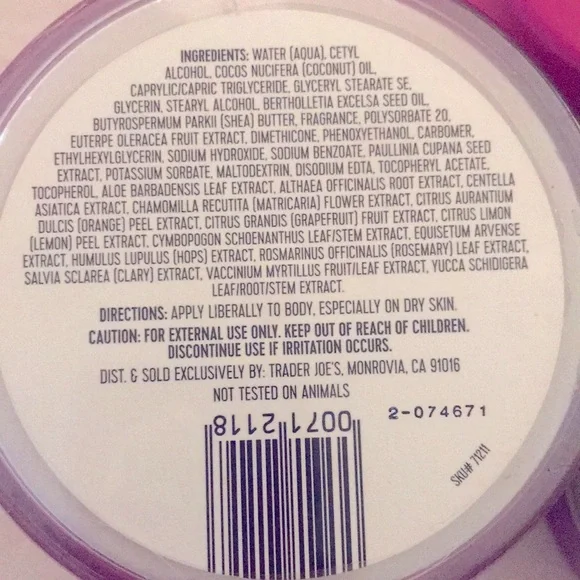 INGREDIENTS: WATER (AQUA), CETYL
ALCOHOL, COCOS NUCIFERA (COCONUT) OIL,
CAPRYLIC/CAPRIC TRIGLYCERIDE, GLYCERYL STEARATE SE,
GLYCERIN, STEARYL ALCOHOL, BERTHOLLETIA EXCELSA SEED OIL,
BUTYROSPERMUM PARKII (SHEA) BUTTER, FRAGRANCE, POLYSORBATE 20,
EUTERPE OLERACEA FRUIT EXTRACT, DIMETHICONE, PHENOXYETHANOL, CARBOMER,
ETHYLHEXYLGLYCERIN, SODIUM HYDROXIDE, SODIUM BENZOATE, PAULLINIA CUPANA SEED
EXTRACT, POTASSIUM SORBATE, MALTODEXTRIN, DISODIUM EDTA, TOCOPHERYL ACETATE,
TOCOPHEROL, ALOE BARBADENSIS LEAF EXTRACT, ALTHAEA OFFICINALIS ROOT EXTRACT, CENTELLA
ASIATICA EXTRACT, CHAMOMILLA RECUTITA (MATRICARIA) FLOWER EXTRACT, CITRUS AURANTIUM
DULCIS (ORANGE) PEEL EXTRACT, CITRUS GRANDIS (GRAPEFRUIT) FRUIT EXTRACT, CITRUS LIMON
(LEMON) PEEL EXTRACT, CYMBOPOGON SCHOENANTHUS LEAF/STEM EXTRACT, EQUISETUM ARVENSE
EXTRACT, HUMULUS LUPULUS (HOPS) EXTRACT, ROSMARINUS OFFICINALIS (ROSEMARY) LEAF EXTRACT,
SALVIA SCLAREA (CLARY) EXTRACT, VACCINIUM MYRTILLUS FRUIT/LEAF EXTRACT, YUCCA SCHIDIGERA
LEAF/ROOT/STEM EXTRACT.
DIRECTIONS: APPLY LIBERALLY TO BODY, ESPECIALLY ON DRY SKIN.
CAUTION: FOR EXTERNAL USE ONLY. KEEP OUT OF REACH OF CHILDREN.
DISCONTINUE USE IF IRRITATION OCCURS.
DIST. & SOLD EXCLUSIVELY BY: TRADER JOE'S, MONROVIA, CA 91016
NOT TESTED ON ANIMALS
0071 2118
2-074671
SKU# 71211